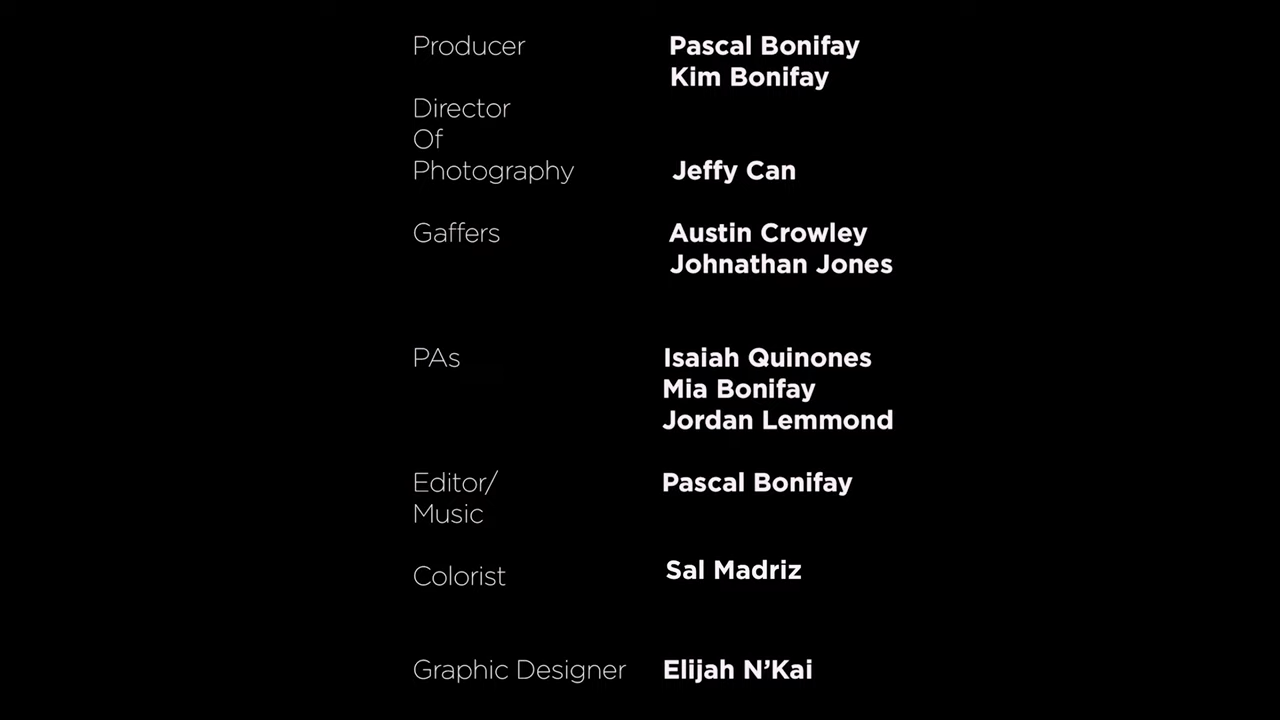 Producer Pascal Bonifay
Kim Bonifay
Director
Of
Photography Jeffy Can
Gaffers Austin Crowley
Johnathan Jones
PAs Isaiah Quinones
Mia Bonifay
Jordan Lemmond
Editor/ Pascal Bonifay
Music
Colorist Sal Madriz
Graphic Designer Elijah N’Kai